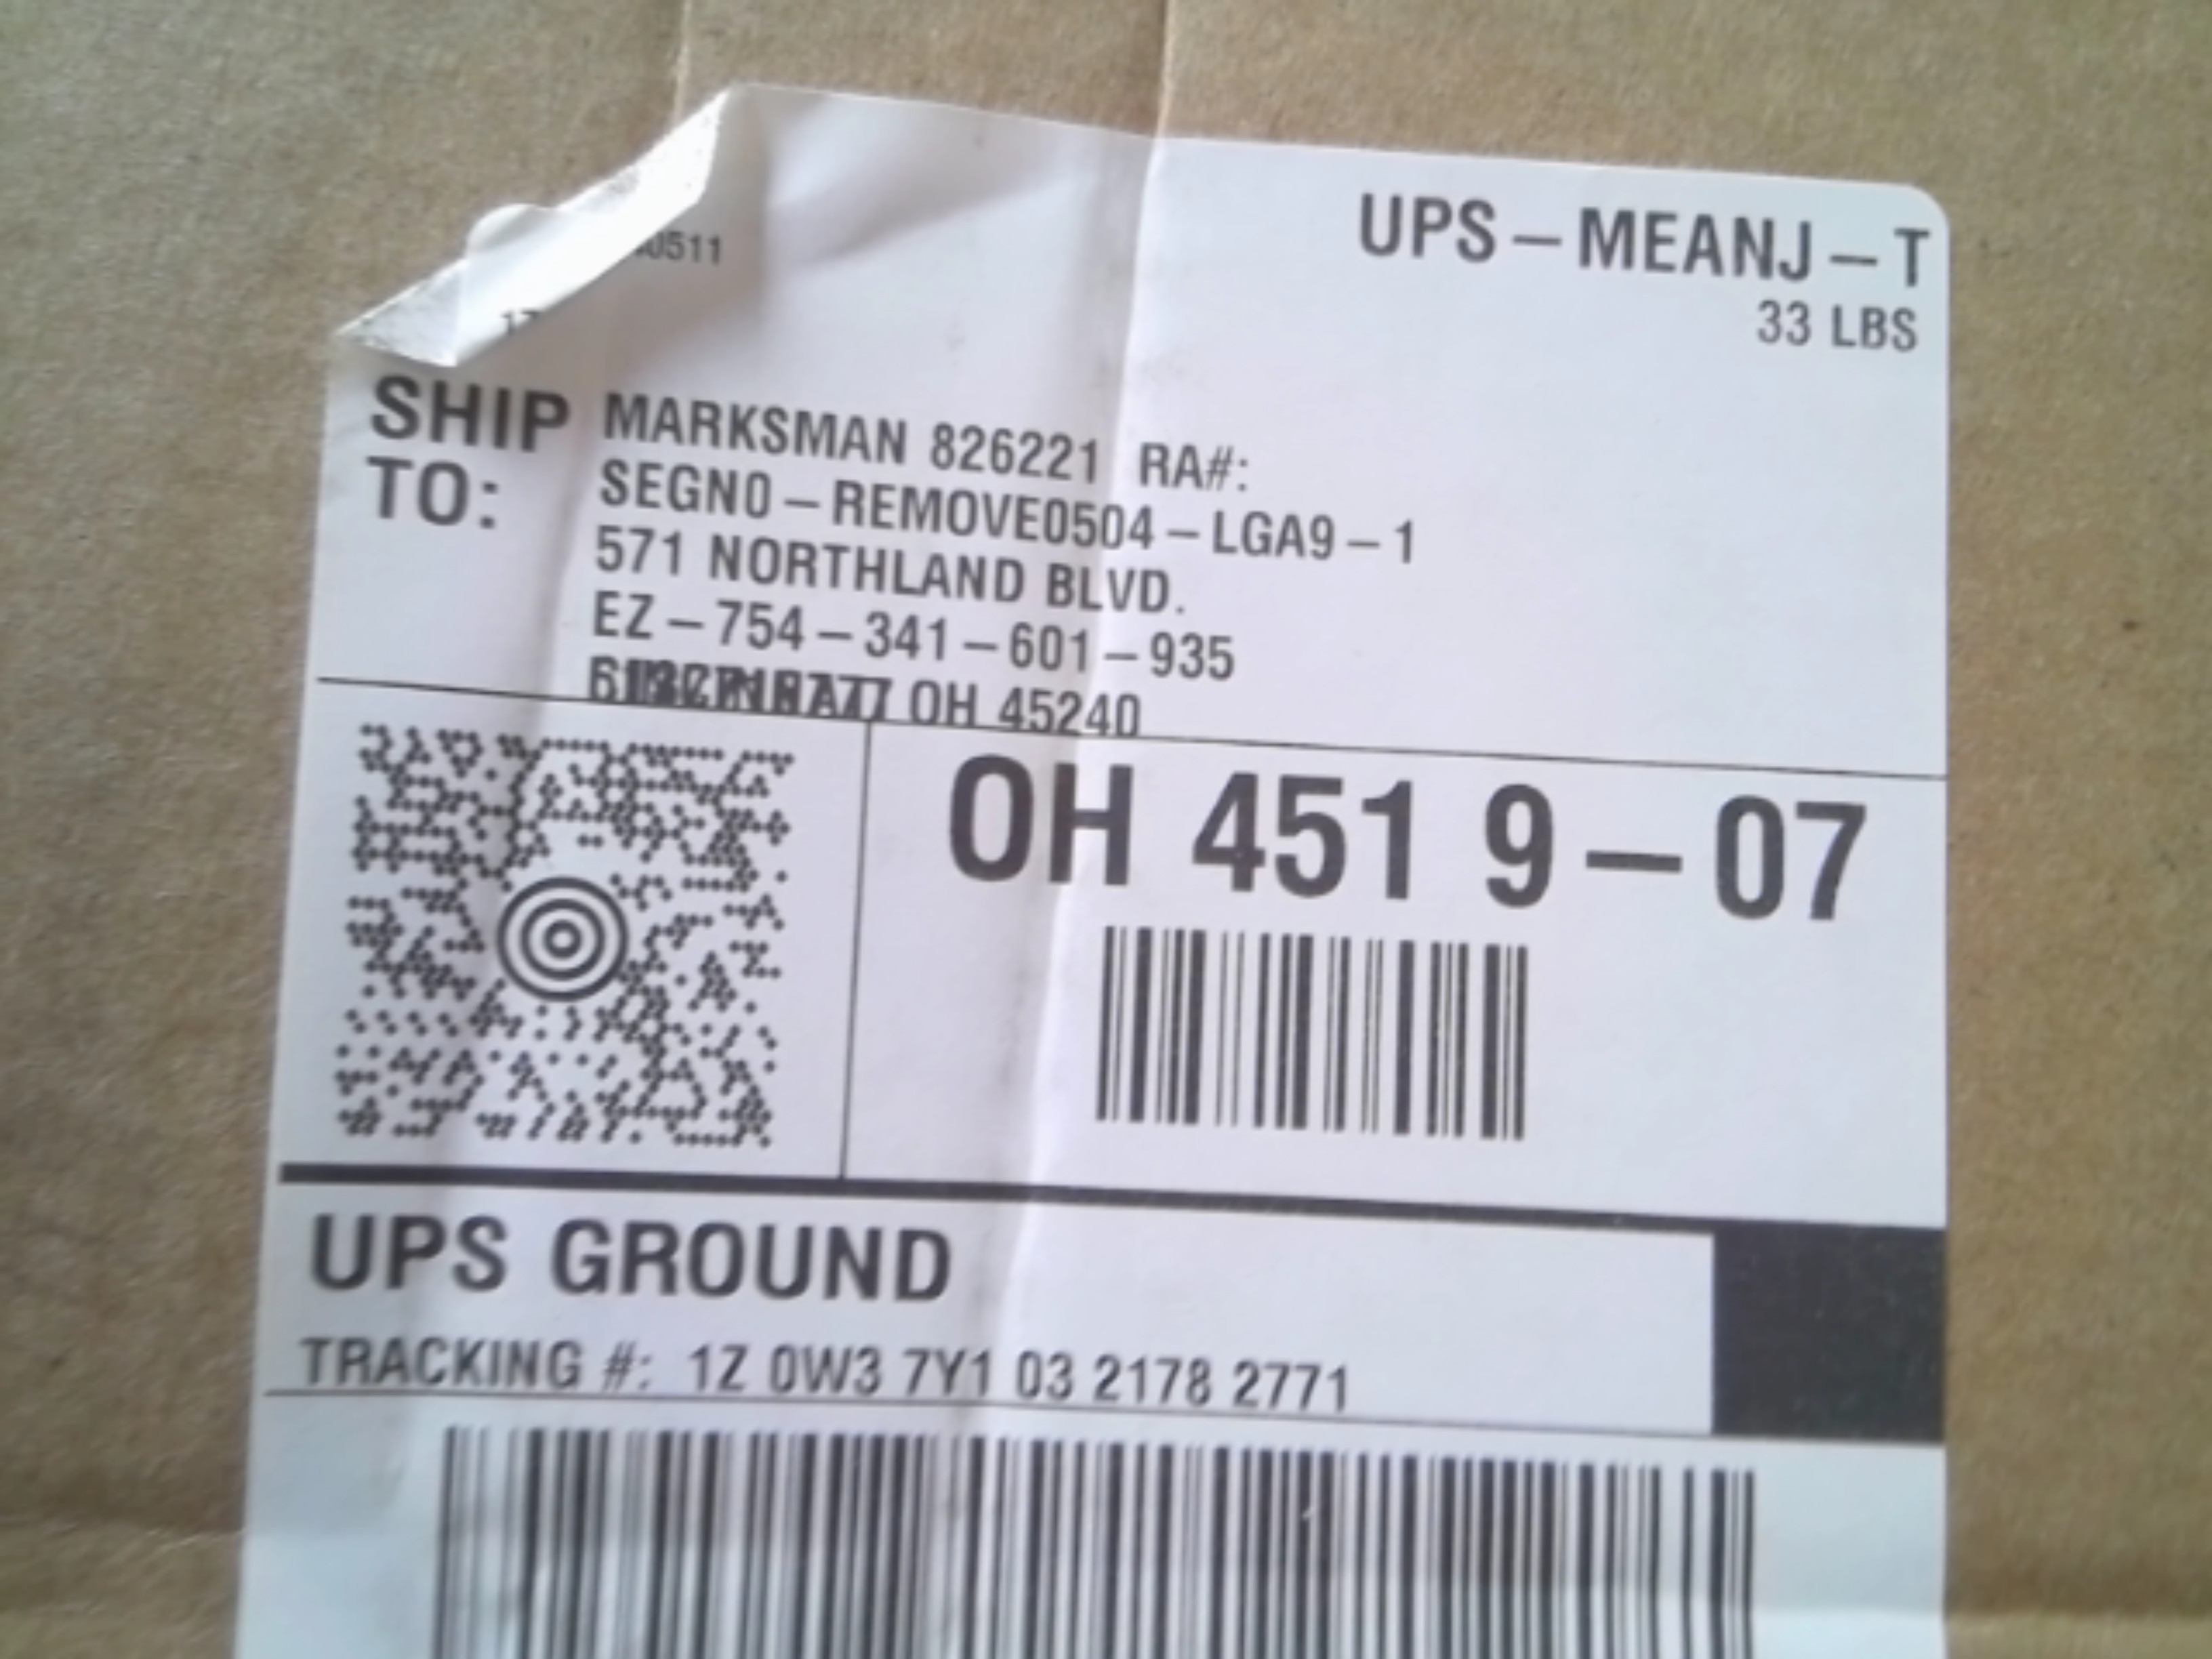 0511
UPS – MEANJ – T
33 LBS
SHIP TO:
MARKSMAN 826221 RA#:
SEGN0 – REMOVE0504 – LGA9 – 1
571 NORTHLAND BLVD.
EZ – 754 – 341 – 601 – 935
OH 45240
OH 451 9 – 07
UPS GROUND
TRACKING #: 1Z 0W3 7Y1 03 2178 2771